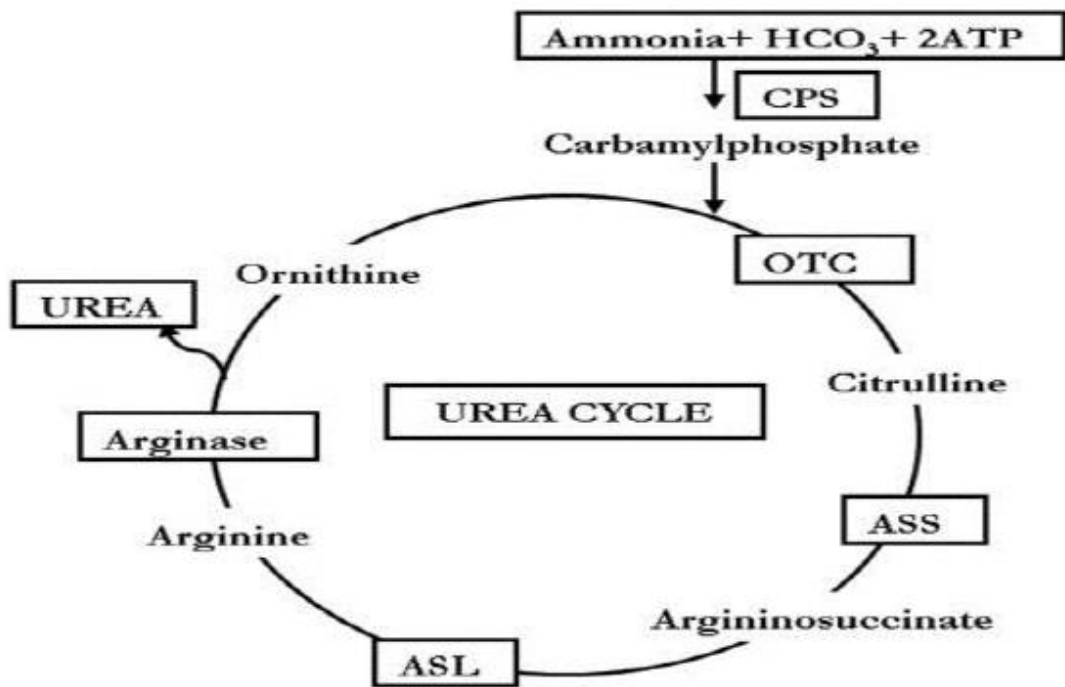 Ammonia+ HCO₃+ 2ATP
CPS
Carbamylphosphate
OTC
Ornithine
UREA
Citrulline
UREA CYCLE
Arginase
ASS
Arginine
Argininosuccinate
ASL